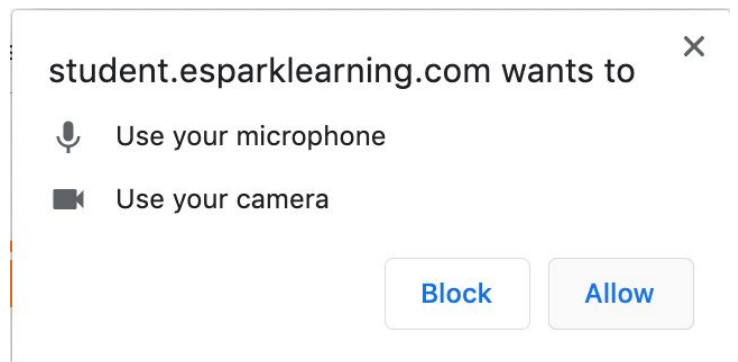 student.esparklearning.com wants to
Use your microphone
Use your camera
Block Allow